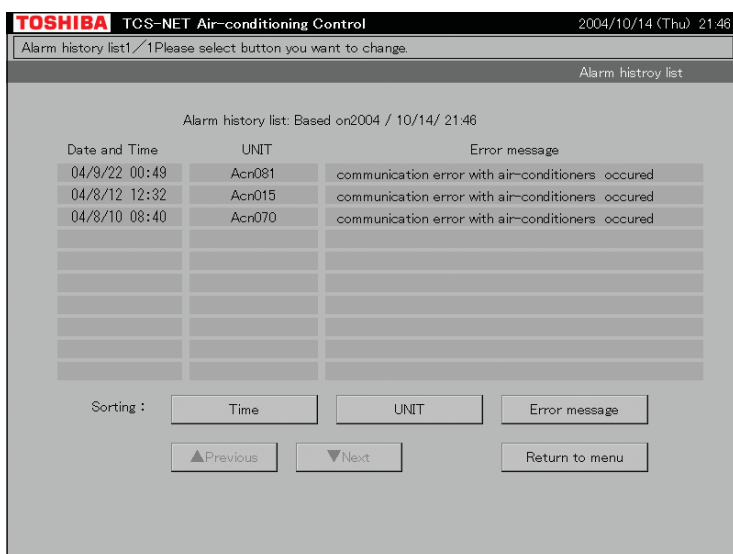 TOSHIBA TCS-NET Air-conditioning Control 2004/10/14 (Thu) 21:46
Alarm history list1／1Please select button you want to change.
Alarm histroy list
Alarm history list: Based on2004 / 10/14/ 21:46
Date and Time UNIT Error message
04/9/22 00:49 Acn081 communication error with air-conditioners occured
04/8/12 12:32 Acn015 communication error with air-conditioners occured
04/8/10 08:40 Acn070 communication error with air-conditioners occured
Sorting : Time UNIT Error message
▲Previous ▼Next Return to menu